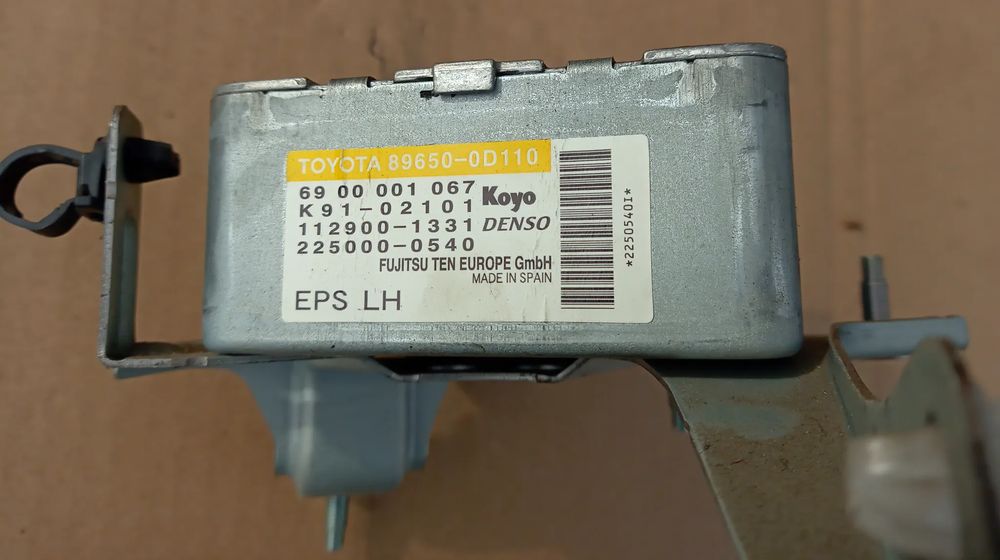 TOYOTA 89650-0D110
69 00 001 067
K91-02101 Koyo
112900-1331 DENSO
225000-0540
FUJITSU TEN EUROPE GmbH
MADE IN SPAIN
EPS LH
*2250540I*